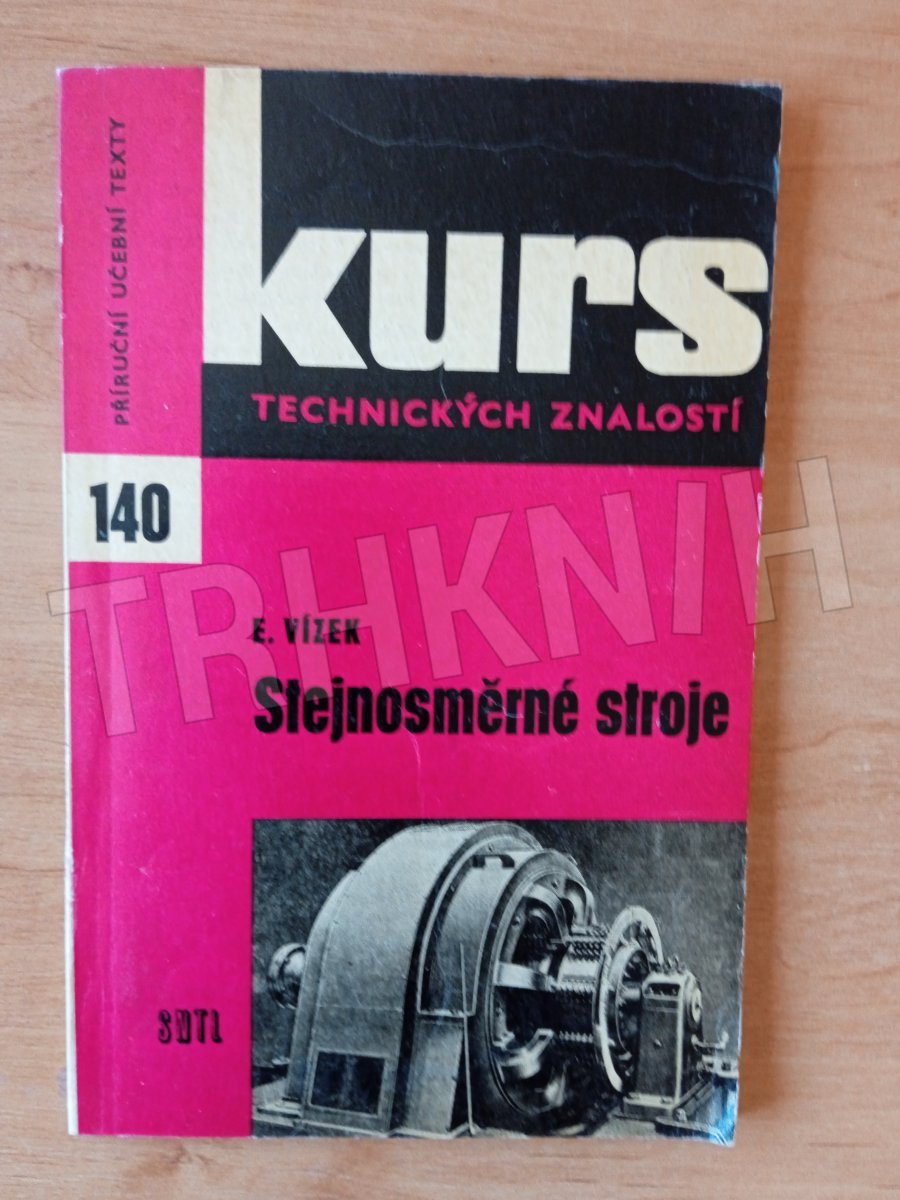 PŘÍRUČNÍ UČEBNÍ TEXTY
kurs
TECHNICKÝCH ZNALOSTÍ
140
E. VÍZEK
Stejnosměrné stroje
SNTL
TRHKNIH